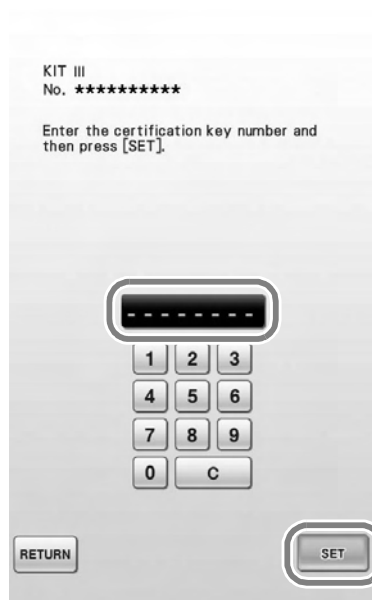 KIT III
No. **********
Enter the certification key number and
then press [SET].
- - - - - - - -
1 2 3
4 5 6
7 8 9
0 C
RETURN SET